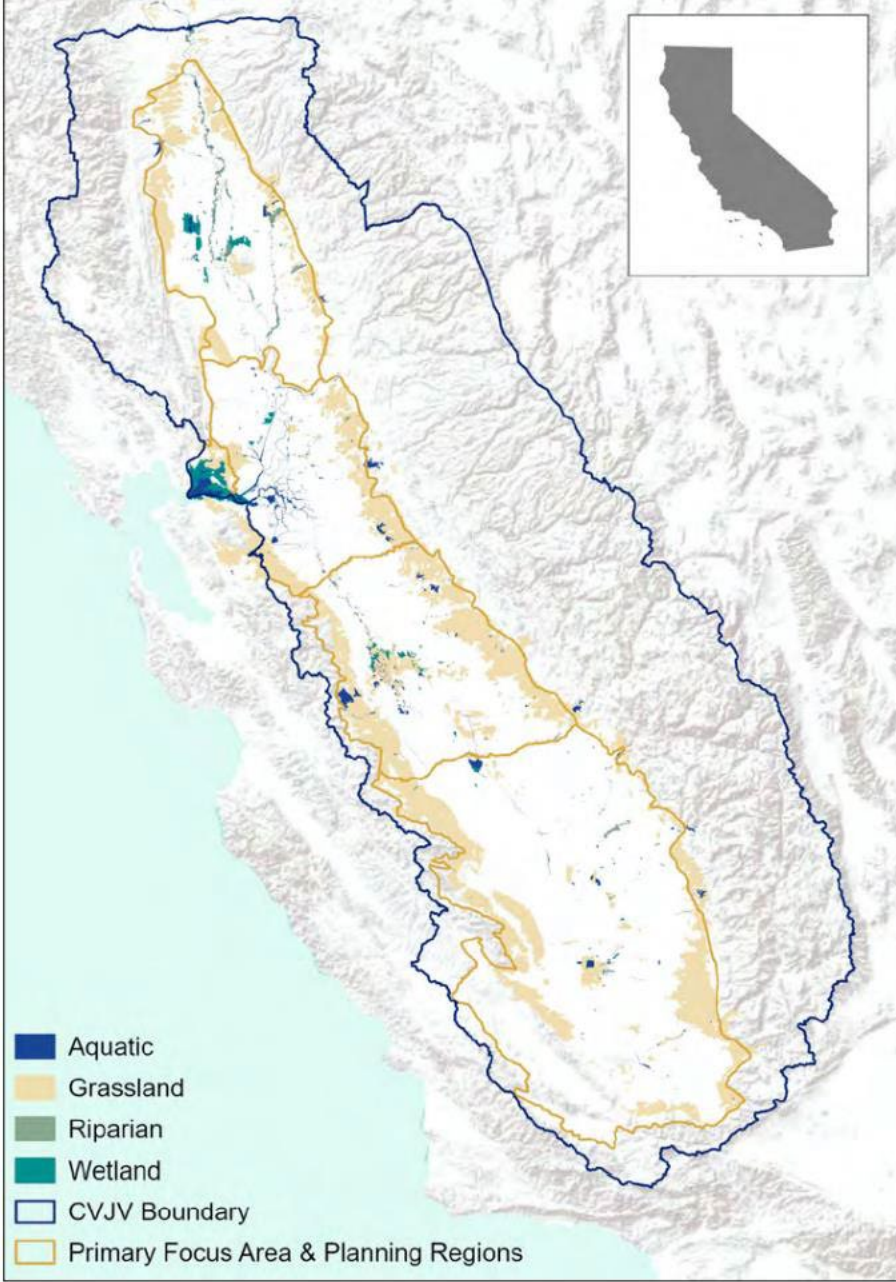 Aquatic
Grassland
Riparian
Wetland
CVJV Boundary
Primary Focus Area & Planning Regions